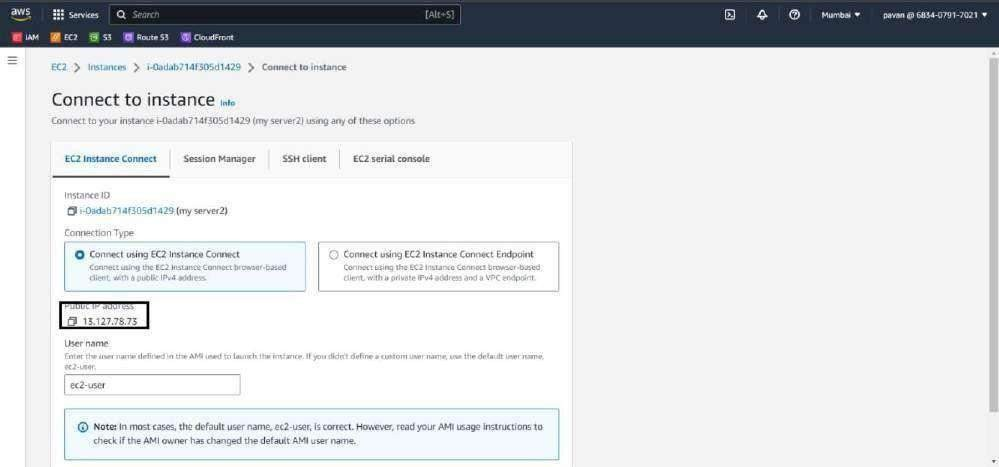 aws
Services
Search
[Alt+S]
Mumbai
pavan @ 6834-0791-7021
IAM
EC2
S3
Route 53
CloudFront
EC2
Instances
i-0adab714f305d1429
Connect to instance
Connect to instance Info
Connect to your instance i-0adab714f305d1429 (my server2) using any of these options
EC2 Instance Connect
Session Manager
SSH client
EC2 serial console
Instance ID
i-0adab714f305d1429 (my server2)
Connection Type
Connect using EC2 Instance Connect
Connect using the EC2 Instance Connect browser-based
client, with a public IPv4 address.
Connect using EC2 Instance Connect Endpoint
Connect using the EC2 Instance Connect browser-based
client, with a private IPv4 address and a VPC endpoint.
Public IP address
13.127.78.73
User name
Enter the user name defined in the AMI used to launch the instance. If you didn't define a custom user name, use the default user name,
ec2-user.
ec2-user
Note: In most cases, the default user name, ec2-user, is correct. However, read your AMI usage instructions to
check if the AMI owner has changed the default AMI user name.